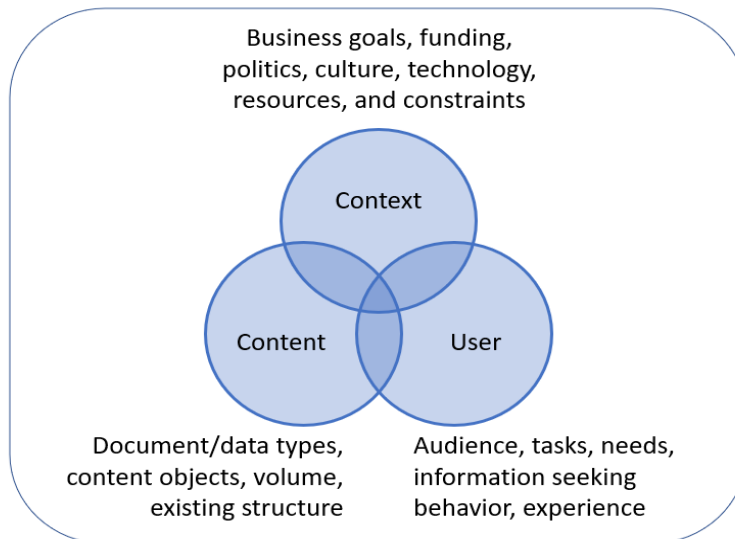 Business goals, funding,
politics, culture, technology,
resources, and constraints
Context
Content
User
Document/data types,
content objects, volume,
existing structure
Audience, tasks, needs,
information seeking
behavior, experience